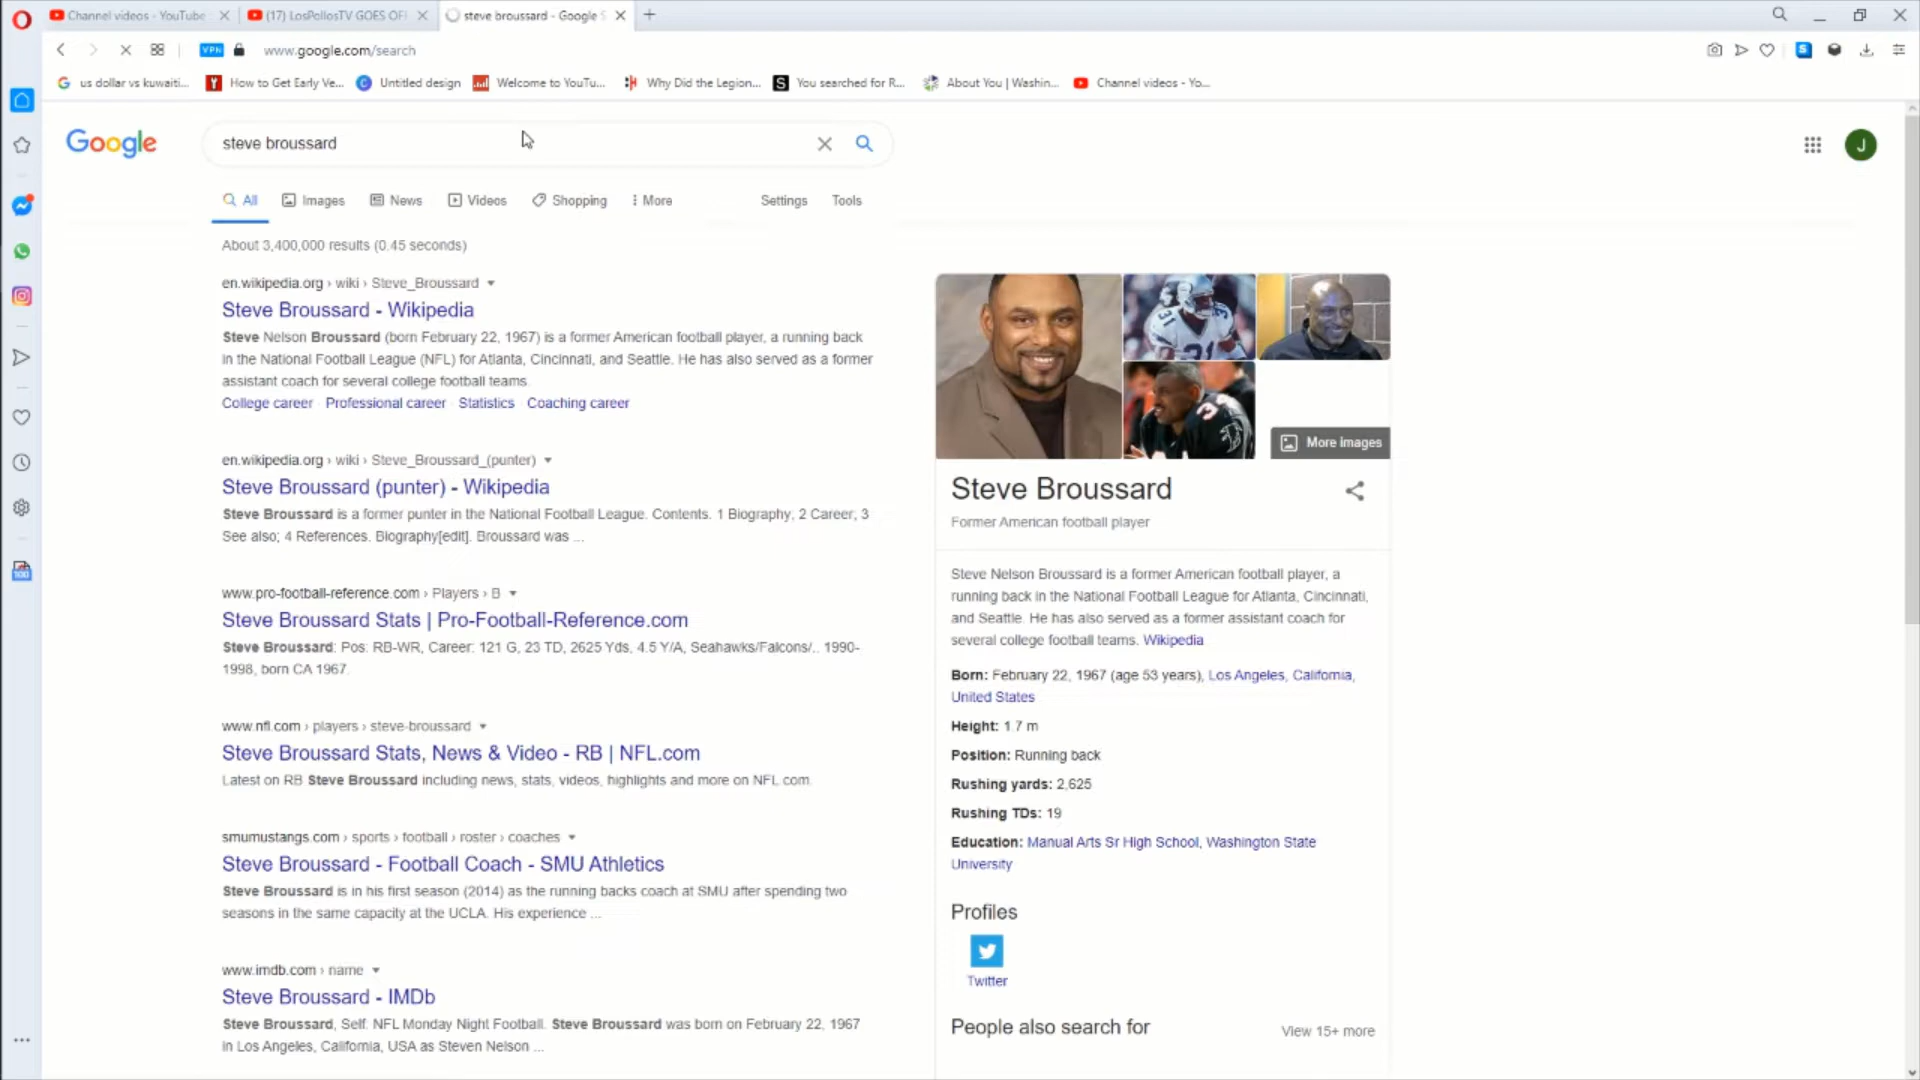 Channel videos - YouTube
(17) LosPollosTV GOES OF
steve broussard - Google S
VPN
www.google.com/search
us dollar vs kuwaiti...
How to Get Early Ve...
Untitled design
Welcome to YouTu...
Why Did the Legion...
You searched for R...
About You | Washin...
Channel videos - Yo...
Google
steve broussard
J
All
Images
News
Videos
Shopping
More
Settings
Tools
About 3,400,000 results (0.45 seconds)
en.wikipedia.org › wiki › Steve_Broussard
Steve Broussard - Wikipedia
Steve Nelson Broussard (born February 22, 1967) is a former American football player, a running back
in the National Football League (NFL) for Atlanta, Cincinnati, and Seattle. He has also served as a former
assistant coach for several college football teams.
College career · Professional career · Statistics · Coaching career
en.wikipedia.org › wiki › Steve_Broussard_(punter)
Steve Broussard (punter) - Wikipedia
Steve Broussard is a former punter in the National Football League. Contents. 1 Biography; 2 Career; 3
See also; 4 References. Biography[edit]. Broussard was ...
www.pro-football-reference.com › Players › B
Steve Broussard Stats | Pro-Football-Reference.com
Steve Broussard: Pos: RB-WR, Career: 121 G, 23 TD, 2625 Yds, 4.5 Y/A, Seahawks/Falcons/.. 1990-
1998, born CA 1967.
www.nfl.com › players › steve-broussard
Steve Broussard Stats, News & Video - RB | NFL.com
Latest on RB Steve Broussard including news, stats, videos, highlights and more on NFL.com.
smumustangs.com › sports › football › roster › coaches
Steve Broussard - Football Coach - SMU Athletics
Steve Broussard is in his first season (2014) as the running backs coach at SMU after spending two
seasons in the same capacity at the UCLA. His experience ...
www.imdb.com › name
Steve Broussard - IMDb
Steve Broussard, Self: NFL Monday Night Football. Steve Broussard was born on February 22, 1967
in Los Angeles, California, USA as Steven Nelson ...
31
34
More images
Steve Broussard
Former American football player
Steve Nelson Broussard is a former American football player, a
running back in the National Football League for Atlanta, Cincinnati,
and Seattle. He has also served as a former assistant coach for
several college football teams. Wikipedia
Born: February 22, 1967 (age 53 years), Los Angeles, California,
United States
Height: 1.7 m
Position: Running back
Rushing yards: 2,625
Rushing TDs: 19
Education: Manual Arts Sr High School, Washington State
University
Profiles
Twitter
People also search for
View 15+ more